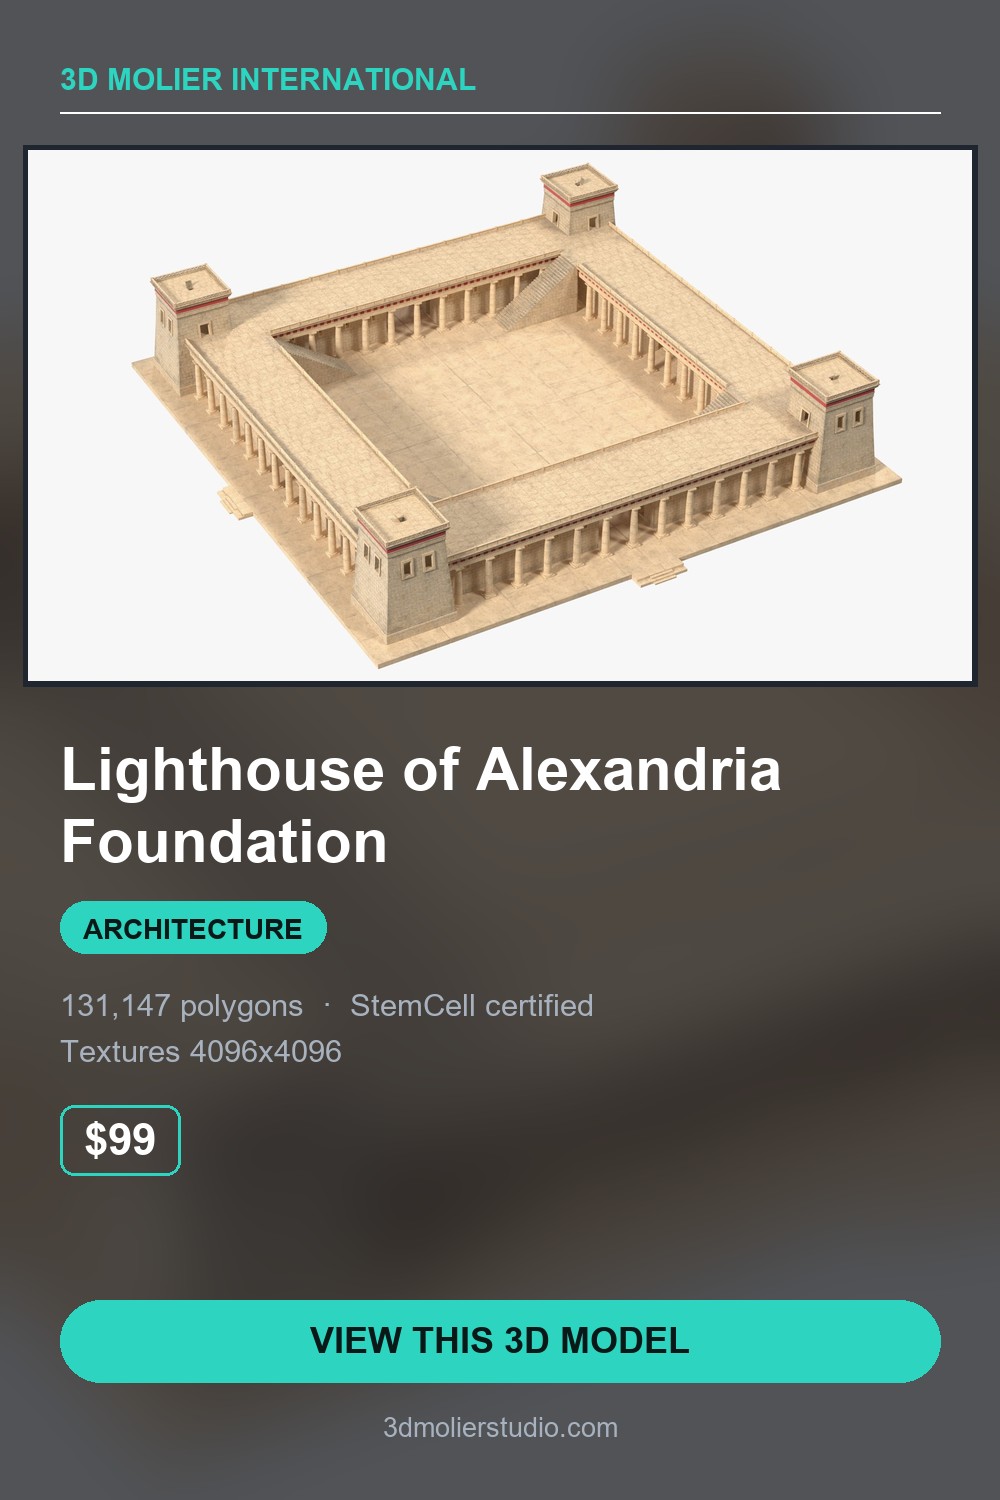 3D MOLIER INTERNATIONAL
Lighthouse of Alexandria
Foundation
ARCHITECTURE
131,147 polygons · StemCell certified
Textures 4096x4096
$99
VIEW THIS 3D MODEL
3dmolierstudio.com